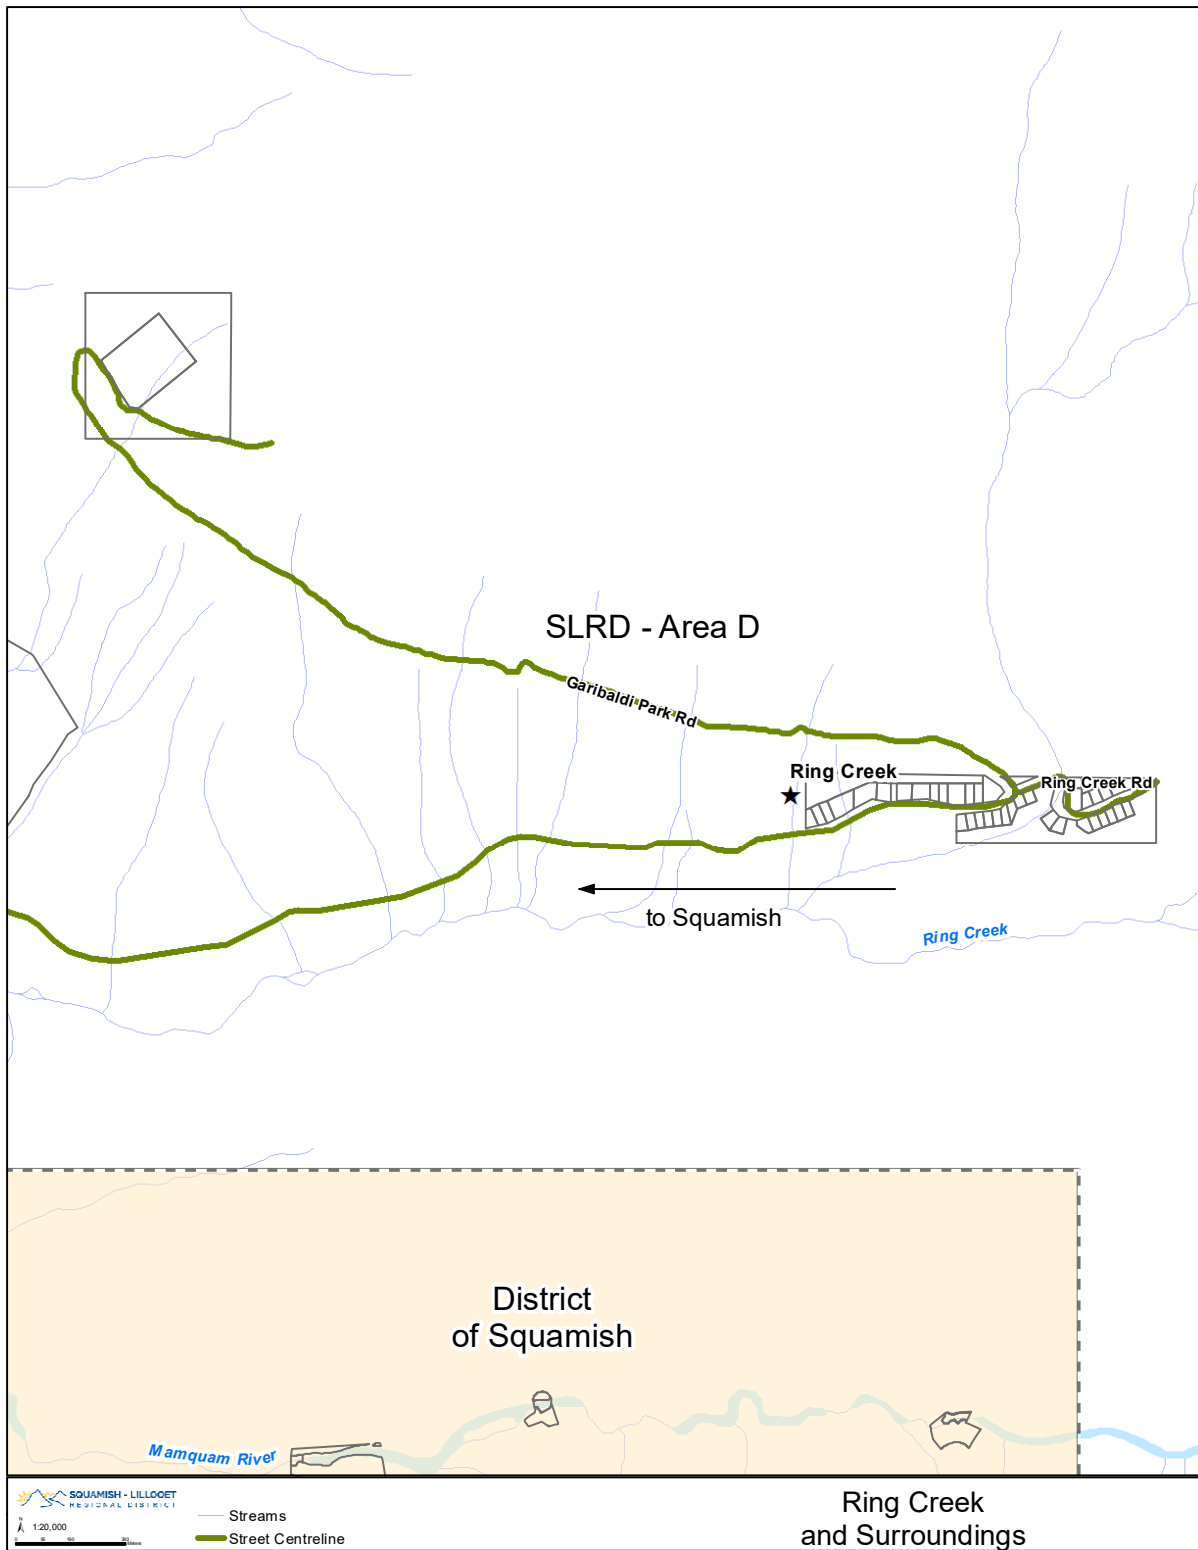 SLRD - Area D
Garibaldi Park Rd
Ring Creek
Ring Creek Rd
to Squamish
Ring Creek
District
of Squamish
Mamquam River
SQUAMISH - LILLOOET
REGIONAL DISTRICT
N
1:20,000
Meters
Streams
Street Centreline
Ring Creek
and Surroundings